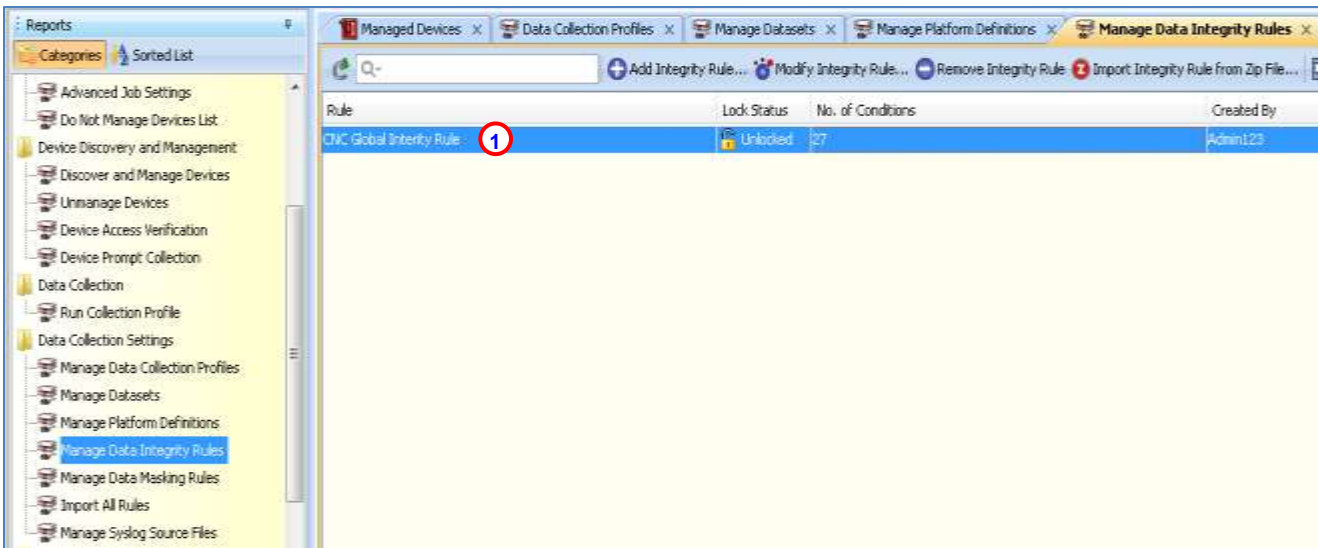 Reports
Categories Sorted List
Advanced Job Settings
Do Not Manage Devices List
Device Discovery and Management
Discover and Manage Devices
Unmanage Devices
Device Access Verification
Device Prompt Collection
Data Collection
Run Collection Profile
Data Collection Settings
Manage Data Collection Profiles
Manage Datasets
Manage Platform Definitions
Manage Data Integrity Rules
Manage Data Masking Rules
Import All Rules
Manage Syslog Source Files
Managed Devices Data Collection Profiles Manage Datasets Manage Platform Definitions Manage Data Integrity Rules
Add Integrity Rule... Modify Integrity Rule... Remove Integrity Rule Import Integrity Rule from Zip File...
Rule Lock Status No. of Conditions Created By
CNC Global Interity Rule 1 Unlocked 27 Admin123